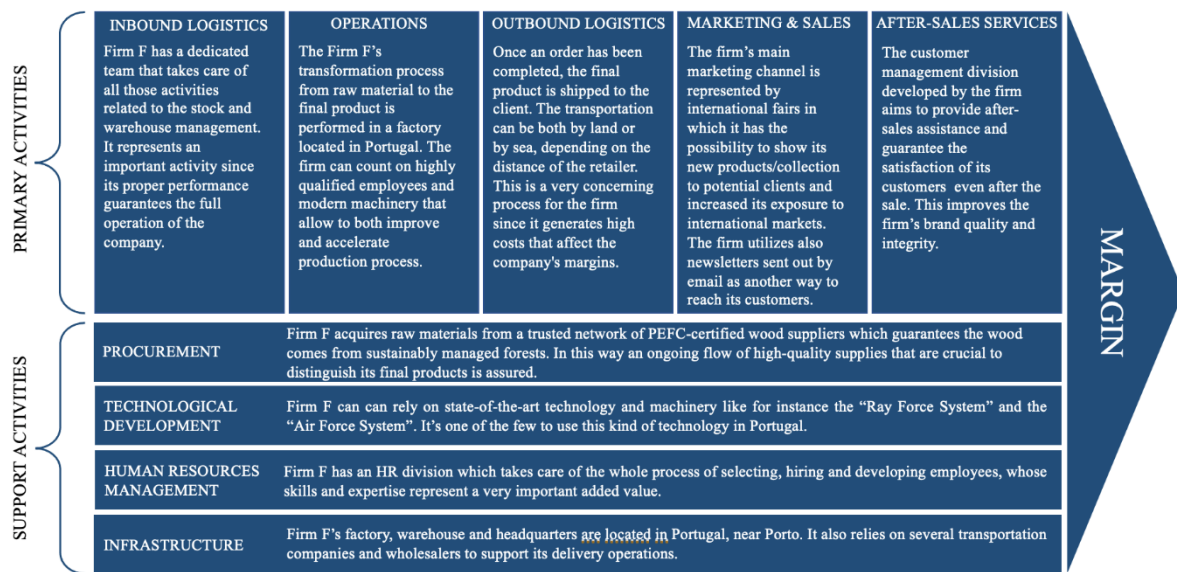 PRIMARY ACTIVITIES
INBOUND LOGISTICS
Firm F has a dedicated
team that takes care of
all those activities
related to the stock and
warehouse management.
It represents an
important activity since
its proper performance
guarantees the full
operation of the
company.
OPERATIONS
The Firm F's
transformation process
from raw material to the
final product is
performed in a factory
located in Portugal. The
firm can count on highly
qualified employees and
modern machinery that
allow to both improve
and accelerate
production process.
OUTBOUND LOGISTICS
Once an order has been
completed, the final
product is shipped to the
client. The transportation
can be both by land or
by sea, depending on the
distance of the retailer.
This is a very concerning
process for the firm
since it generates high
costs that affect the
company's margins.
MARKETING & SALES
The firm's main
marketing channel is
represented by
international fairs in
which it has the
possibility to show its
new products/collection
to potential clients and
increased its exposure to
international markets.
The firm utilizes also
newsletters sent out by
email as another way to
reach its customers.
AFTER-SALES SERVICES
The customer
management division
developed by the firm
aims to provide after-
sales assistance and
guarantee the
satisfaction of its
customers even after the
sale. This improves the
firm's brand quality and
integrity.
SUPPORT ACTIVITIES
PROCUREMENT
Firm F acquires raw materials from a trusted network of PEFC-certified wood suppliers which guarantees the wood
comes from sustainably managed forests. In this way an ongoing flow of high-quality supplies that are crucial to
distinguish its final products is assured.
TECHNOLOGICAL
DEVELOPMENT
Firm F can can rely on state-of-the-art technology and machinery like for instance the “Ray Force System” and the
“Air Force System”. It's one of the few to use this kind of technology in Portugal.
HUMAN RESOURCES
MANAGEMENT
Firm F has an HR division which takes care of the whole process of selecting, hiring and developing employees, whose
skills and expertise represent a very important added value.
INFRASTRUCTURE
Firm F's factory, warehouse and headquarters are located in Portugal, near Porto. It also relies on several transportation
companies and wholesalers to support its delivery operations.
MARGIN